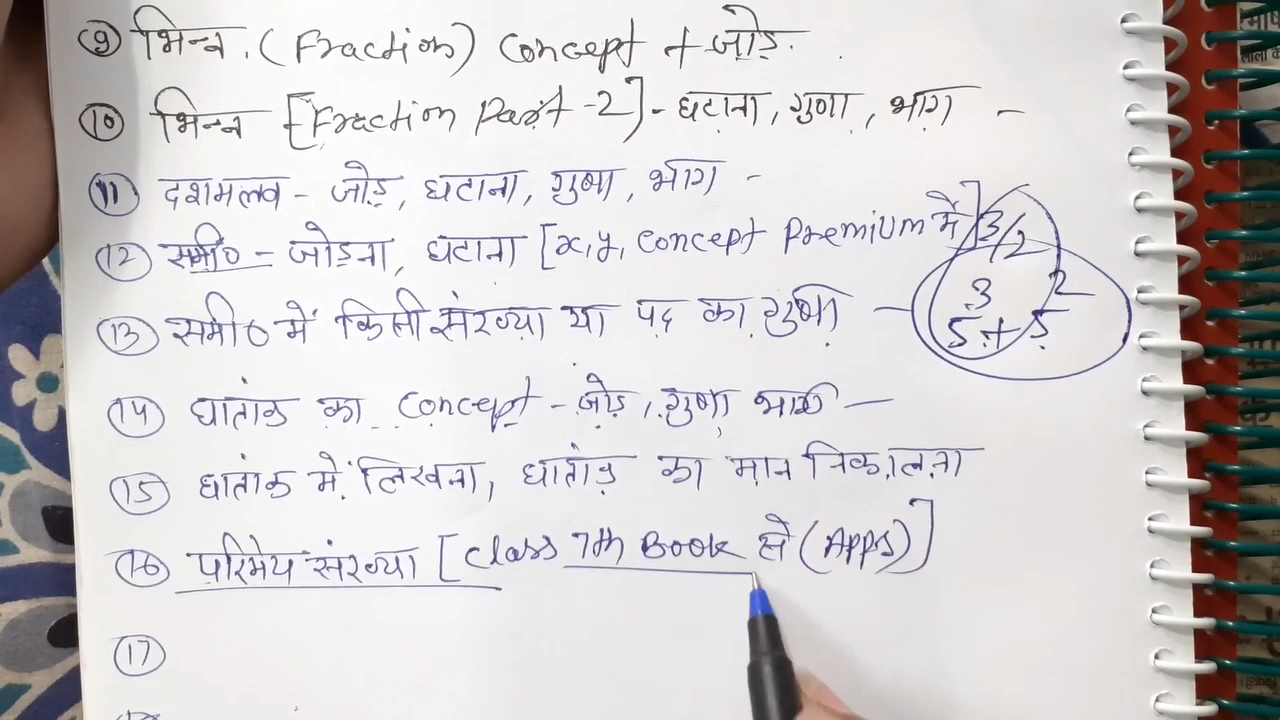 9 भिन्न. (Fraction) Concept + जोड़.
10 भिन्न [Fraction Part-2] - घटाना, गुणा, भाग -
11 दशमलव - जोड़, घटाना, गुणा, भाग -
12 समी० - जोड़ना, घटाना [x,y, Concept Premium में]
3/2
13 समी० में किसी संख्या या पद का गुणा -
3 2
5 + 5
14 घातांक का Concept - जोड़, गुणा भाग -
15 घातांक में लिखना, घातांक का मान निकालना
16 परिमेय संख्या [Class 7th Book से (Apps)]
17